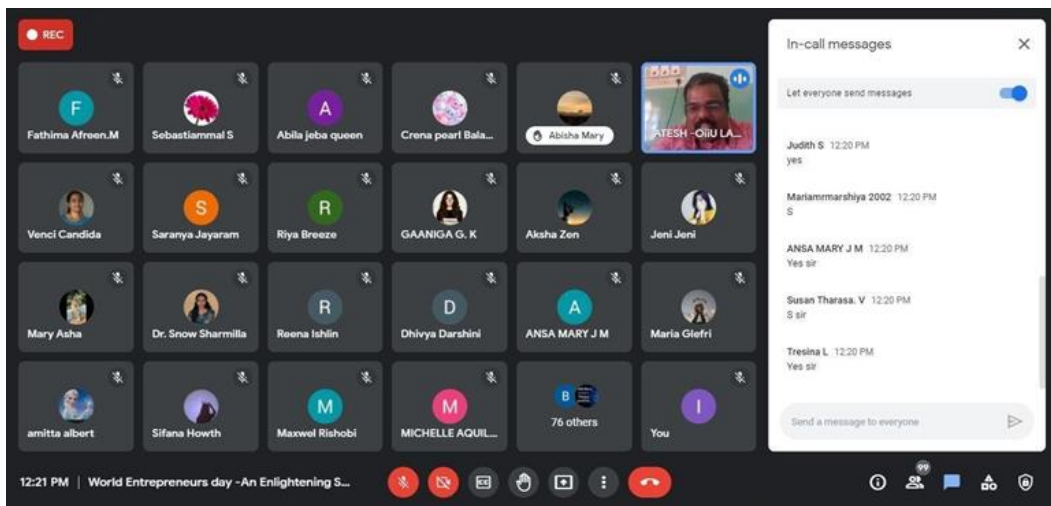 REC
F
Fathima Afreen.M
Sebastiammal S
A
Abila jeba queen
Crena pearl Bala...
Abisha Mary
ATESH -OliU LA...
Venci Candida
S
Saranya Jayaram
R
Riya Breeze
GAANIGA G. K
Aksha Zen
Jeni Jeni
Mary Asha
Dr. Snow Sharmilla
R
Reena Ishlin
D
Dhivya Darshini
A
ANSA MARY J M
Maria Glefri
amitta albert
Sifana Howth
M
Maxwel Rishobi
M
MICHELLE AQUIL...
B
76 others
I
You
In-call messages
Let everyone send messages
Judith S 12:20 PM
yes
Mariamrmarshiya 2002 12:20 PM
S
ANSA MARY J M 12:20 PM
Yes sir
Susan Tharasa. V 12:20 PM
S sir
Tresina L 12:20 PM
Yes sir
Send a message to everyone
12:21 PM | World Entrepreneurs day -An Enlightening S...
CC
99